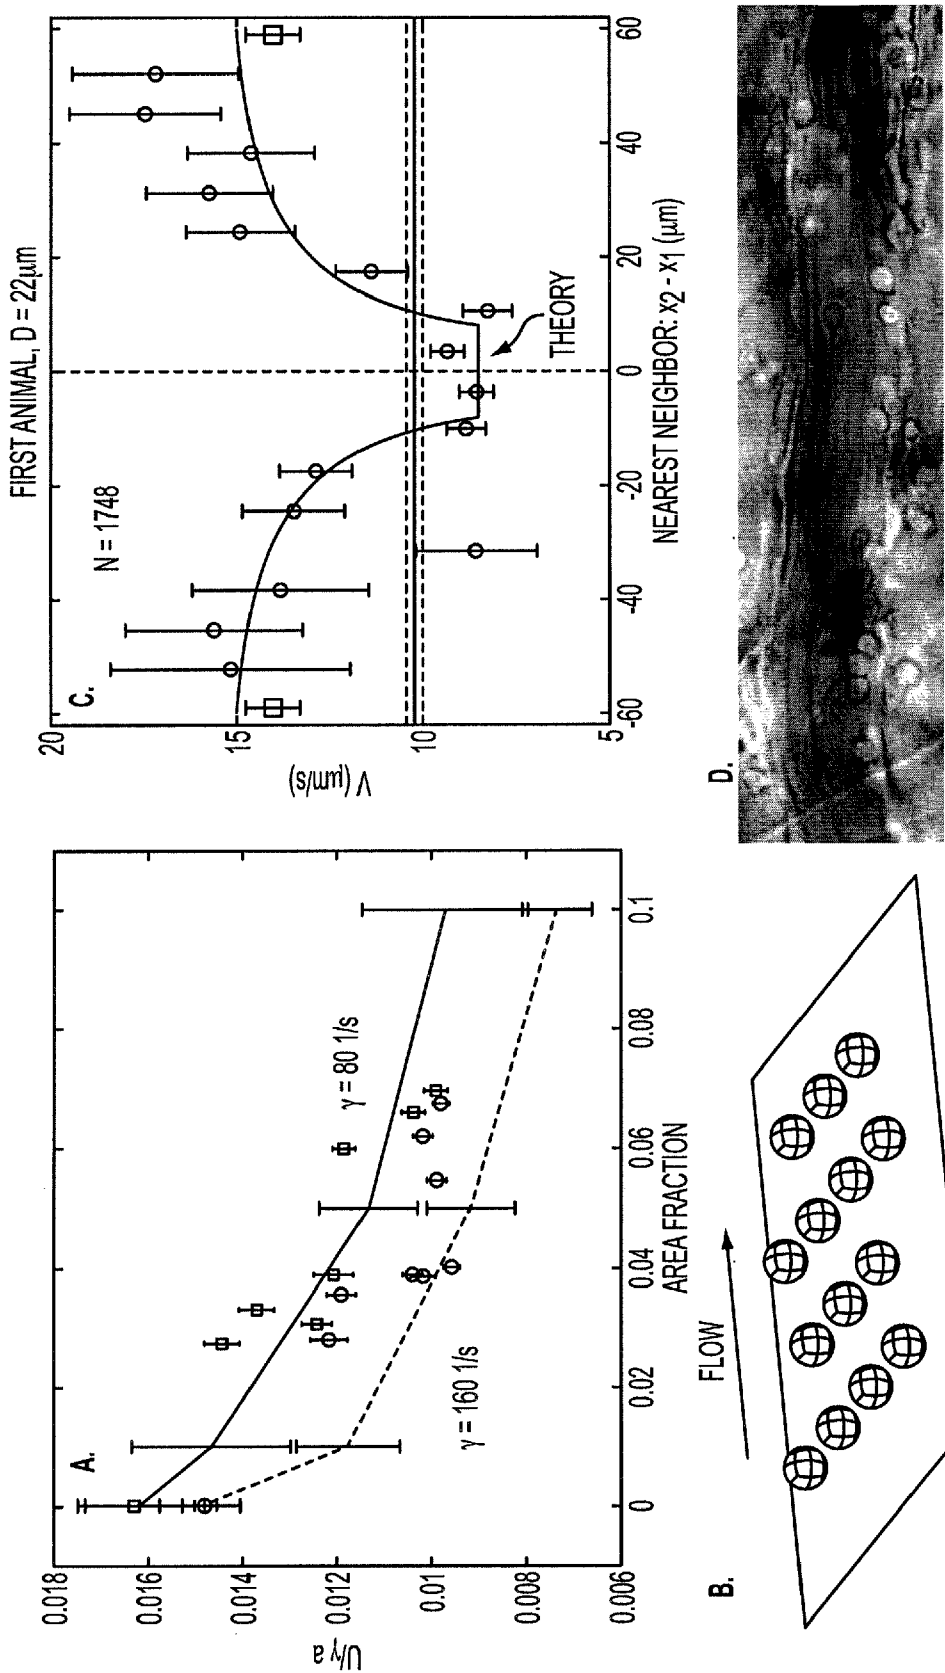 A.
0.018
0.016
0.014
0.012
0.01
0.008
0.006
U/γ a
γ = 80 1/s
γ = 160 1/s
0
0.02
0.04
0.06
0.08
0.1
AREA FRACTION
B.
FLOW
FIRST ANIMAL, D = 22μm
C.
N = 1748
20
15
10
5
V (μm/s)
THEORY
-60
-40
-20
0
20
40
60
NEAREST NEIGHBOR: x2 - x1 (μm)
D.